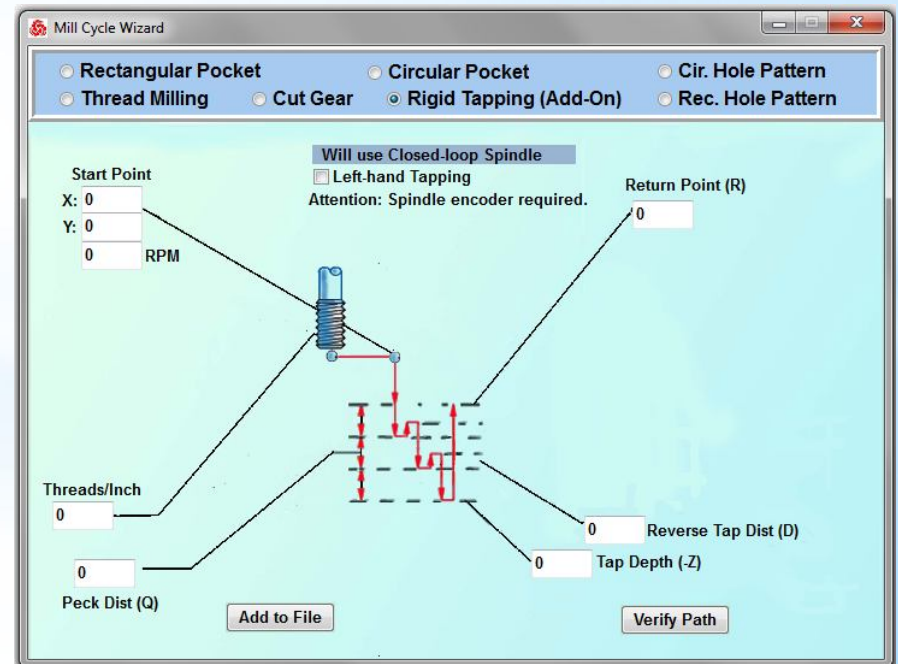 Mill Cycle Wizard
Rectangular Pocket
Circular Pocket
Cir. Hole Pattern
Thread Milling
Cut Gear
Rigid Tapping (Add-On)
Rec. Hole Pattern
Will use Closed-loop Spindle
Left-hand Tapping
Attention: Spindle encoder required.
Start Point
X: 0
Y: 0
0 RPM
Return Point (R)
0
Threads/Inch
0
0 Reverse Tap Dist (D)
0 Tap Depth (-Z)
0
Peck Dist (Q)
Add to File
Verify Path